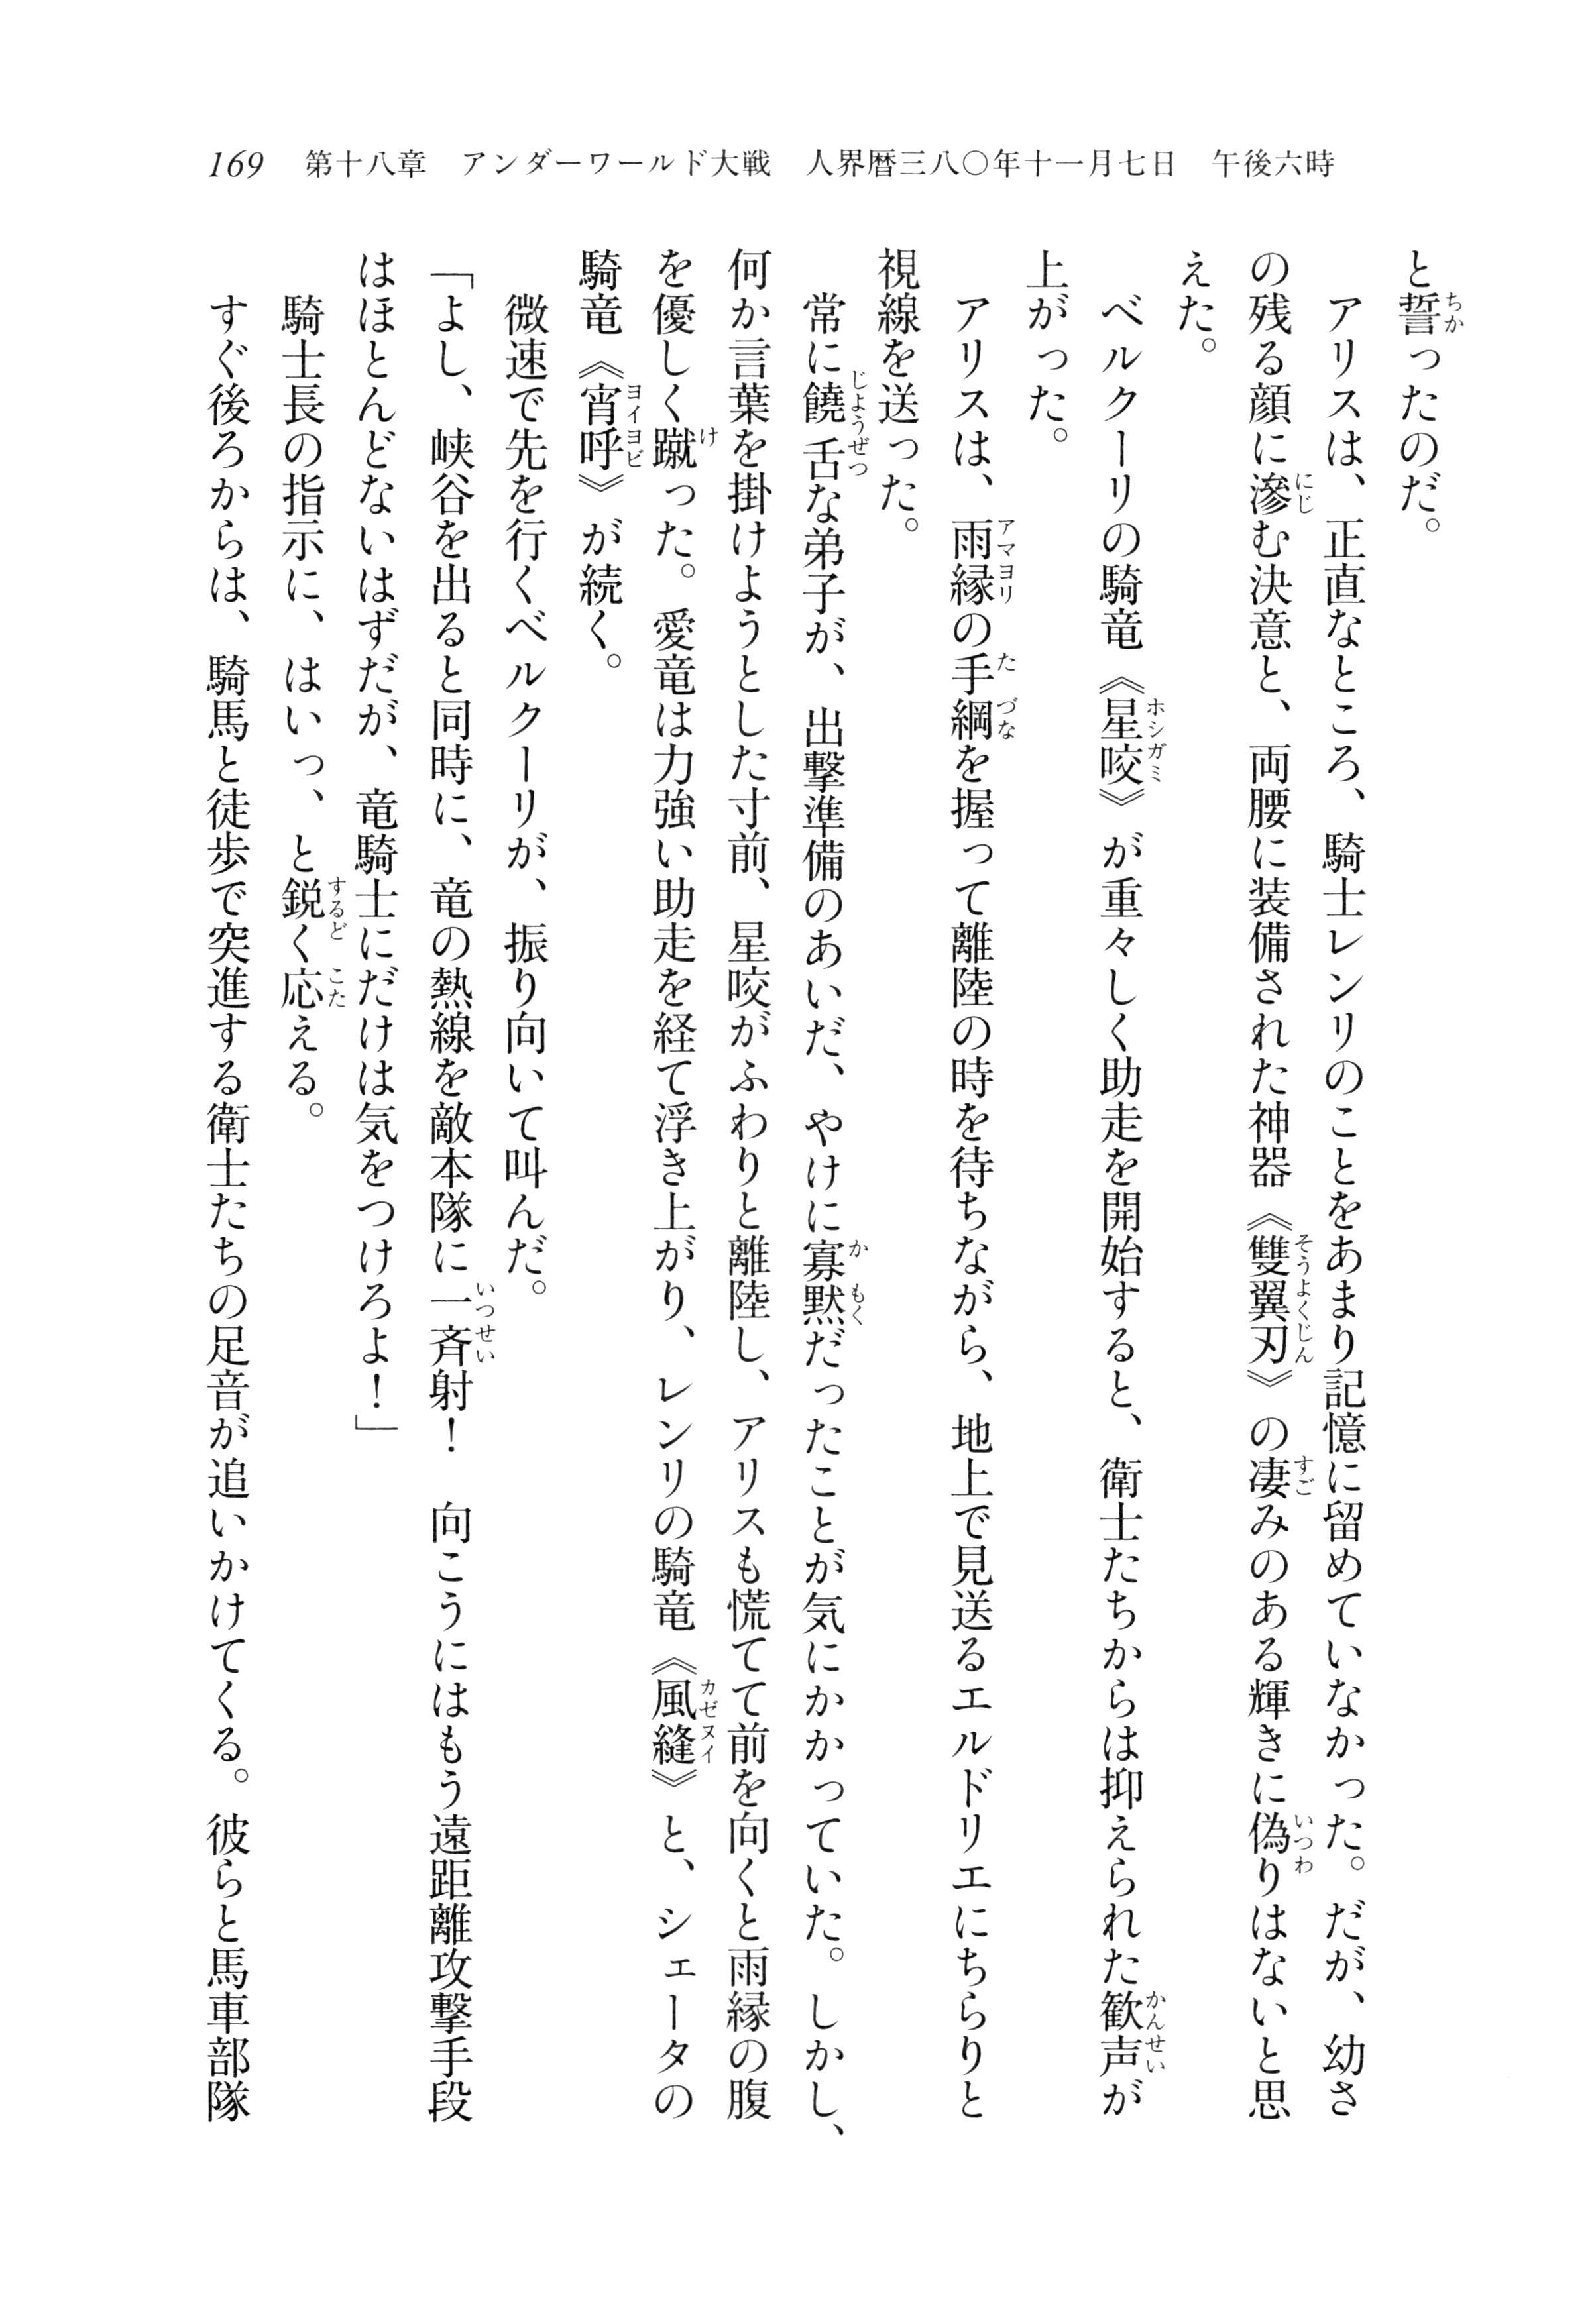 169　第十八章　アンダーワールド大戦　人界暦三八〇年十一月七日　午後六時
と誓ったのだ。
　アリスは、正直なところ、騎士レンリのことをあまり記憶に留めていなかった。だが、幼さ
の残る顔に滲む決意と、両腰に装備された神器《雙翼刃》の凄みのある輝きに偽りはないと思
えた。
　ベルクーリの騎竜《星咬》が重々しく助走を開始すると、衛士たちからは抑えられた歓声が
上がった。
　アリスは、雨縁の手綱を握って離陸の時を待ちながら、地上で見送るエルドリエにちらりと
視線を送った。
　常に饒舌な弟子が、出撃準備のあいだ、やけに寡黙だったことが気にかかっていた。しかし、
何か言葉を掛けようとした寸前、星咬がふわりと離陸し、アリスも慌てて前を向くと雨縁の腹
を優しく蹴った。愛竜は力強い助走を経て浮き上がり、レンリの騎竜《風縫》と、シェータの
騎竜《宵呼》が続く。
　微速で先を行くベルクーリが、振り向いて叫んだ。
「よし、峡谷を出ると同時に、竜の熱線を敵本隊に一斉射！　向こうにはもう遠距離攻撃手段
はほとんどないはずだが、竜騎士にだけは気をつけろよ！」
　騎士長の指示に、はいっ、と鋭く応える。
　すぐ後ろからは、騎馬と徒歩で突進する衛士たちの足音が追いかけてくる。彼らと馬車部隊